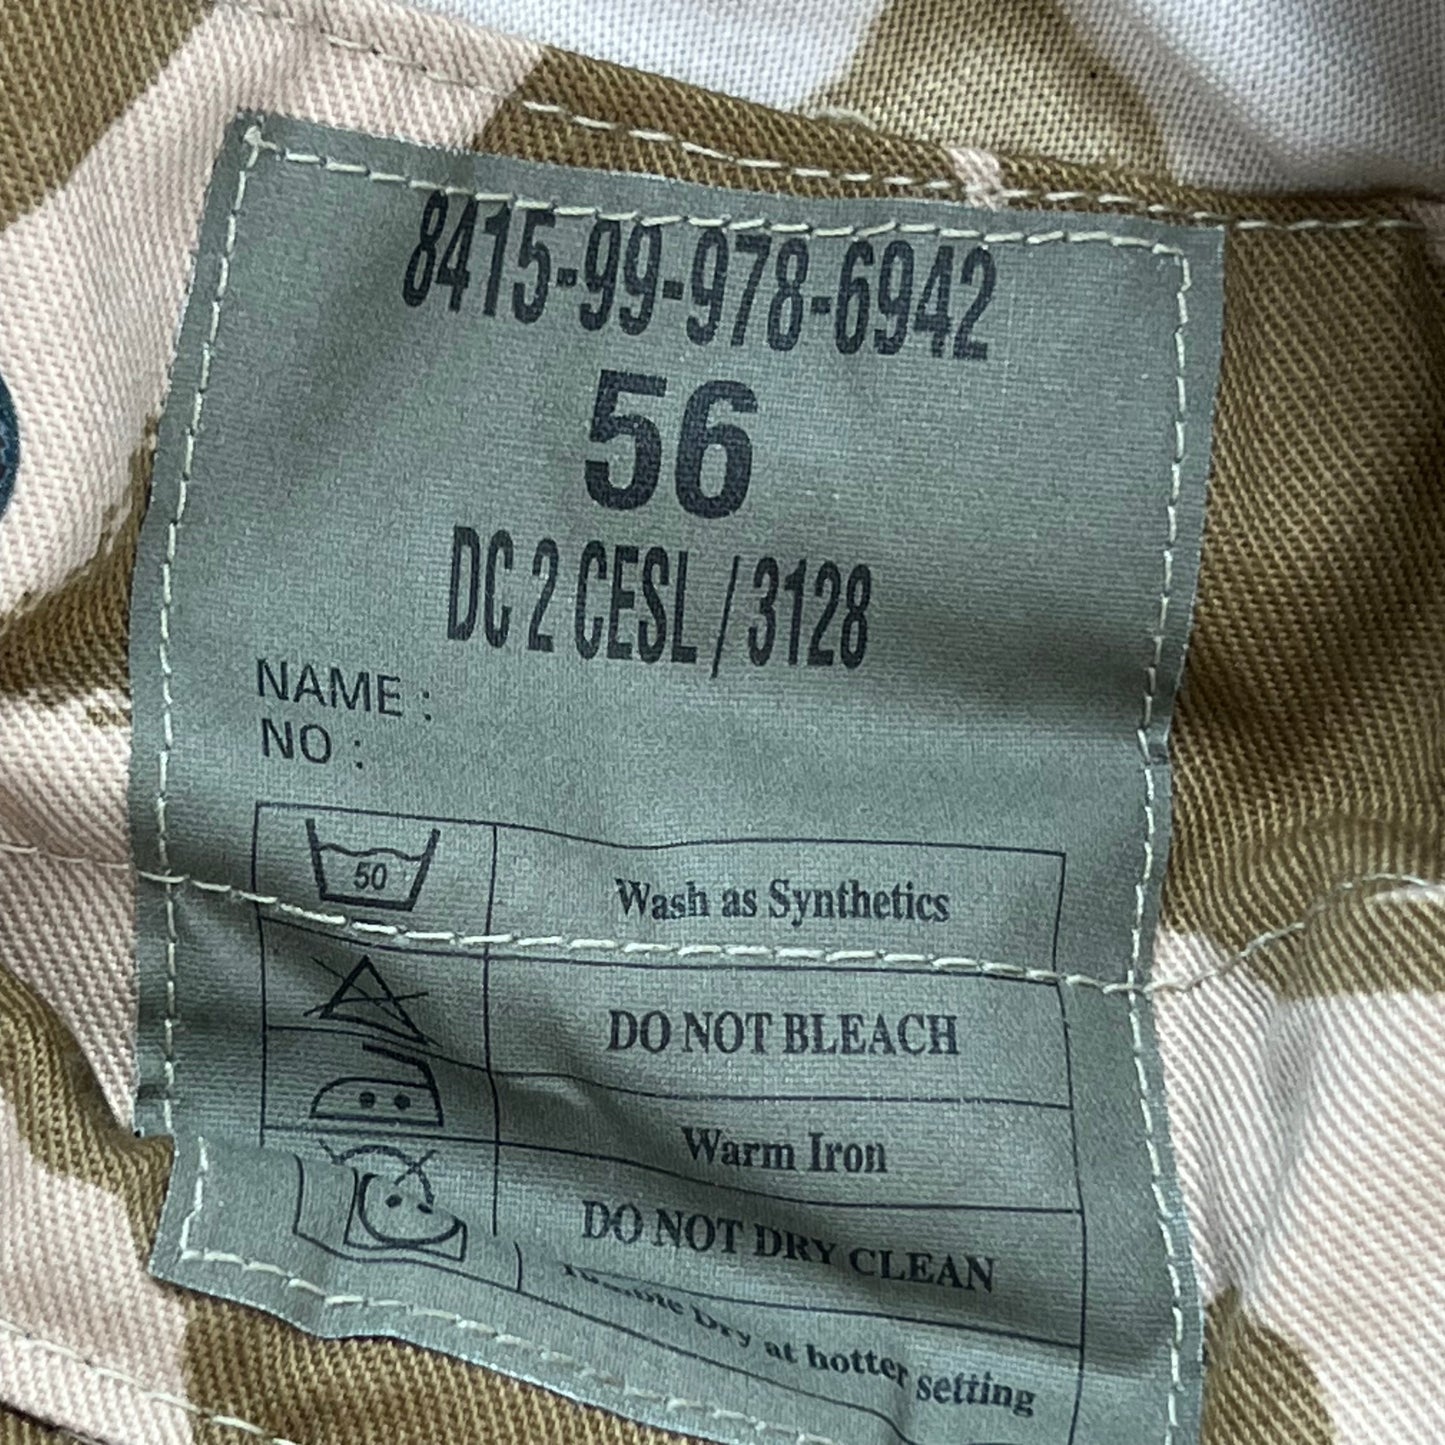 8415-99-978-6942
56
DC 2 CESL / 3128
NAME :
NO :
50
Wash as Synthetics
DO NOT BLEACH
Warm Iron
DO NOT DRY CLEAN
Dry at hotter setting